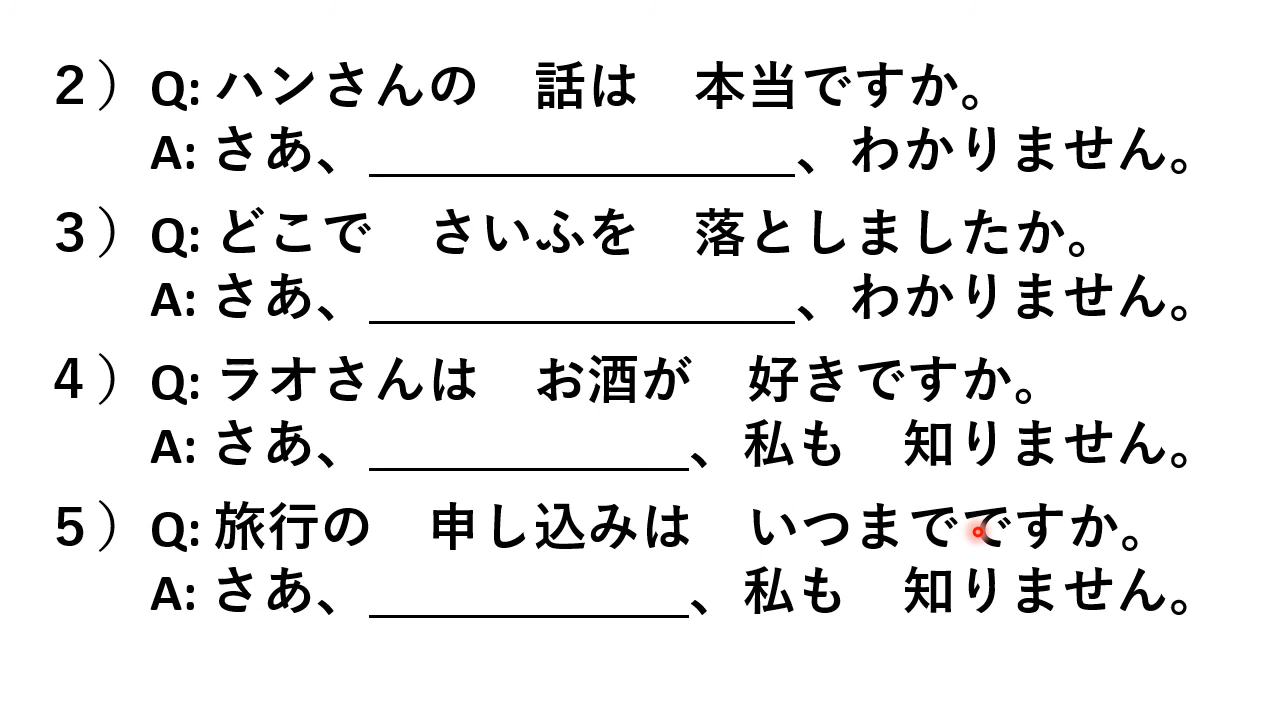 ２）Q: ハンさんの　話は　本当ですか。
A: さあ、________________、わかりません。
３）Q: どこで　さいふを　落としましたか。
A: さあ、________________、わかりません。
４）Q: ラオさんは　お酒が　好きですか。
A: さあ、____________、私も　知りません。
５）Q: 旅行の　申し込みは　いつまでですか。
A: さあ、____________、私も　知りません。